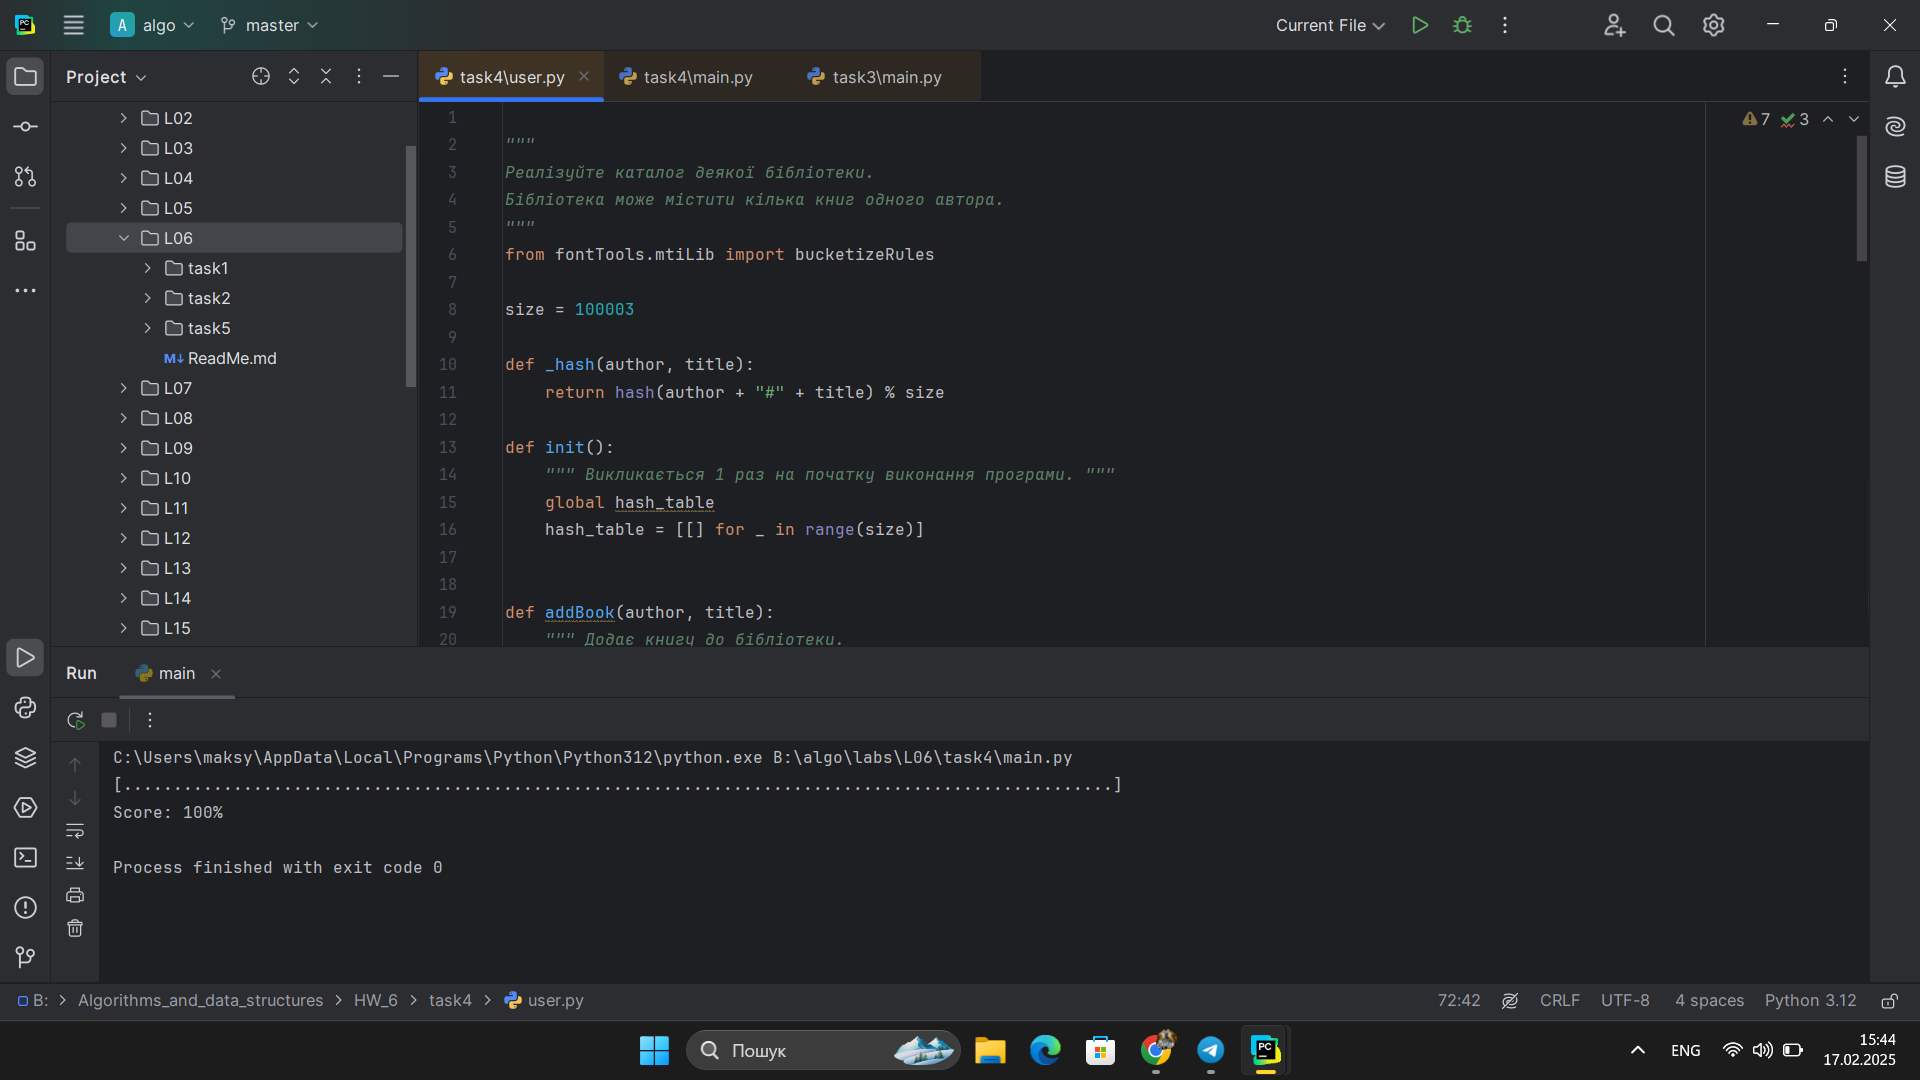 PC
A
algo
master
Current File
Project
task4\user.py
task4\main.py
task3\main.py
L02
L03
L04
L05
L06
task1
task2
task5
M↓ ReadMe.md
L07
L08
L09
L10
L11
L12
L13
L14
L15
7
3
1
2 """
3 Реалізуйте каталог деякої бібліотеки.
4 Бібліотека може містити кілька книг одного автора.
5 """
6 from fontTools.mtiLib import bucketizeRules
7
8 size = 100003
9
10 def _hash(author, title):
11     return hash(author + "#" + title) % size
12
13 def init():
14     """ Викликається 1 раз на початку виконання програми. """
15     global hash_table
16     hash_table = [[] for _ in range(size)]
17
18
19 def addBook(author, title):
20     """ Додає книгу до бібліотеки.
Run
main
C:\Users\maksy\AppData\Local\Programs\Python\Python312\python.exe B:\algo\labs\L06\task4\main.py
[...................................................................................................]
Score: 100%
Process finished with exit code 0
B: > Algorithms_and_data_structures > HW_6 > task4 > user.py
72:42
CRLF
UTF-8
4 spaces
Python 3.12
Пошук
PC
ENG
15:44
17.02.2025